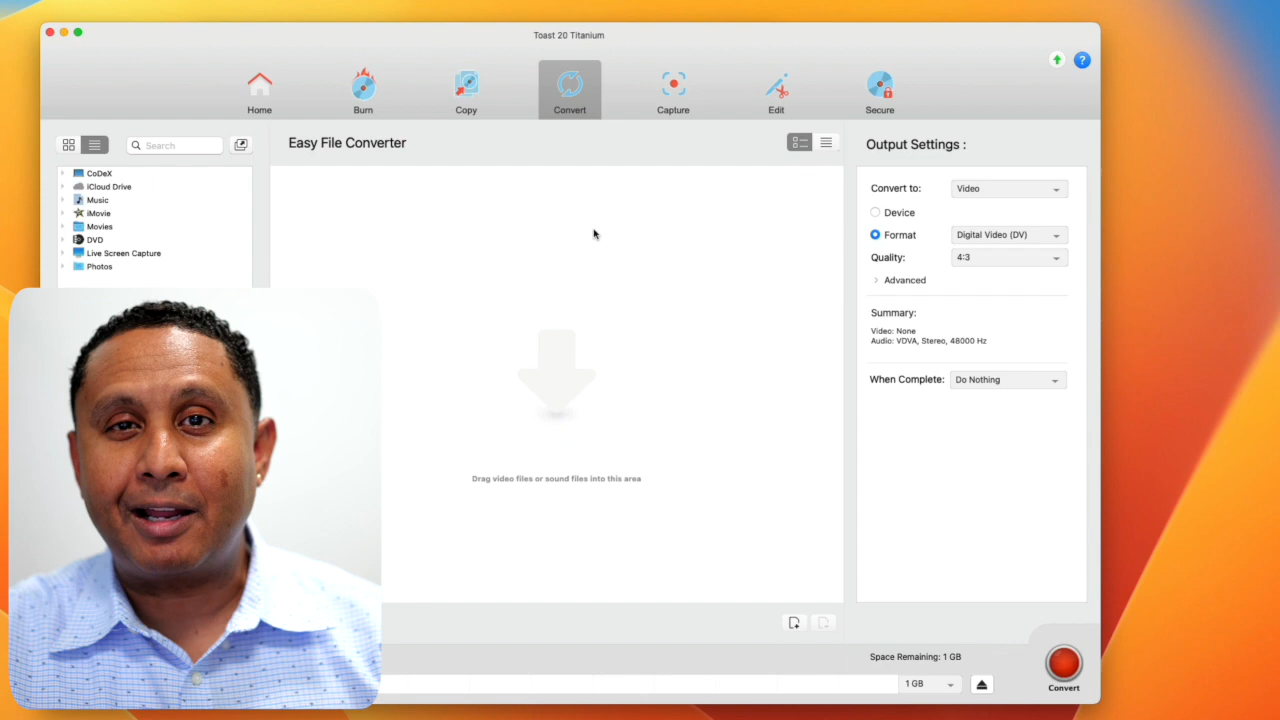 Toast 20 Titanium
?
Home
Burn
Copy
Convert
Capture
Edit
Secure
Search
Easy File Converter
Output Settings :
CoDeX
iCloud Drive
Music
iMovie
Movies
DVD
Live Screen Capture
Photos
Drag video files or sound files into this area
Convert to:
Video
Device
Format
Digital Video (DV)
Quality:
4:3
Advanced
Summary:
Video: None
Audio: VDVA, Stereo, 48000 Hz
When Complete:
Do Nothing
Space Remaining: 1 GB
1 GB
Convert